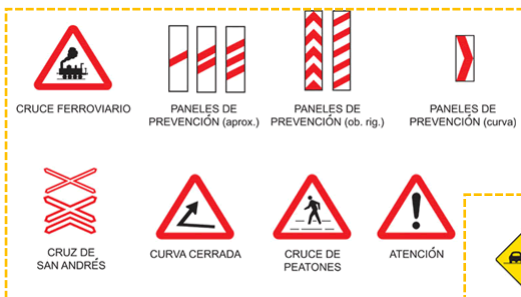 CRUCE FERROVIARIO
PANELES DE
PREVENCIÓN (aprox.)
PANELES DE
PREVENCIÓN (ob. rig.)
PANELES DE
PREVENCIÓN (curva)
CRUZ DE
SAN ANDRÉS
CURVA CERRADA
CRUCE DE
PEATONES
ATENCIÓN